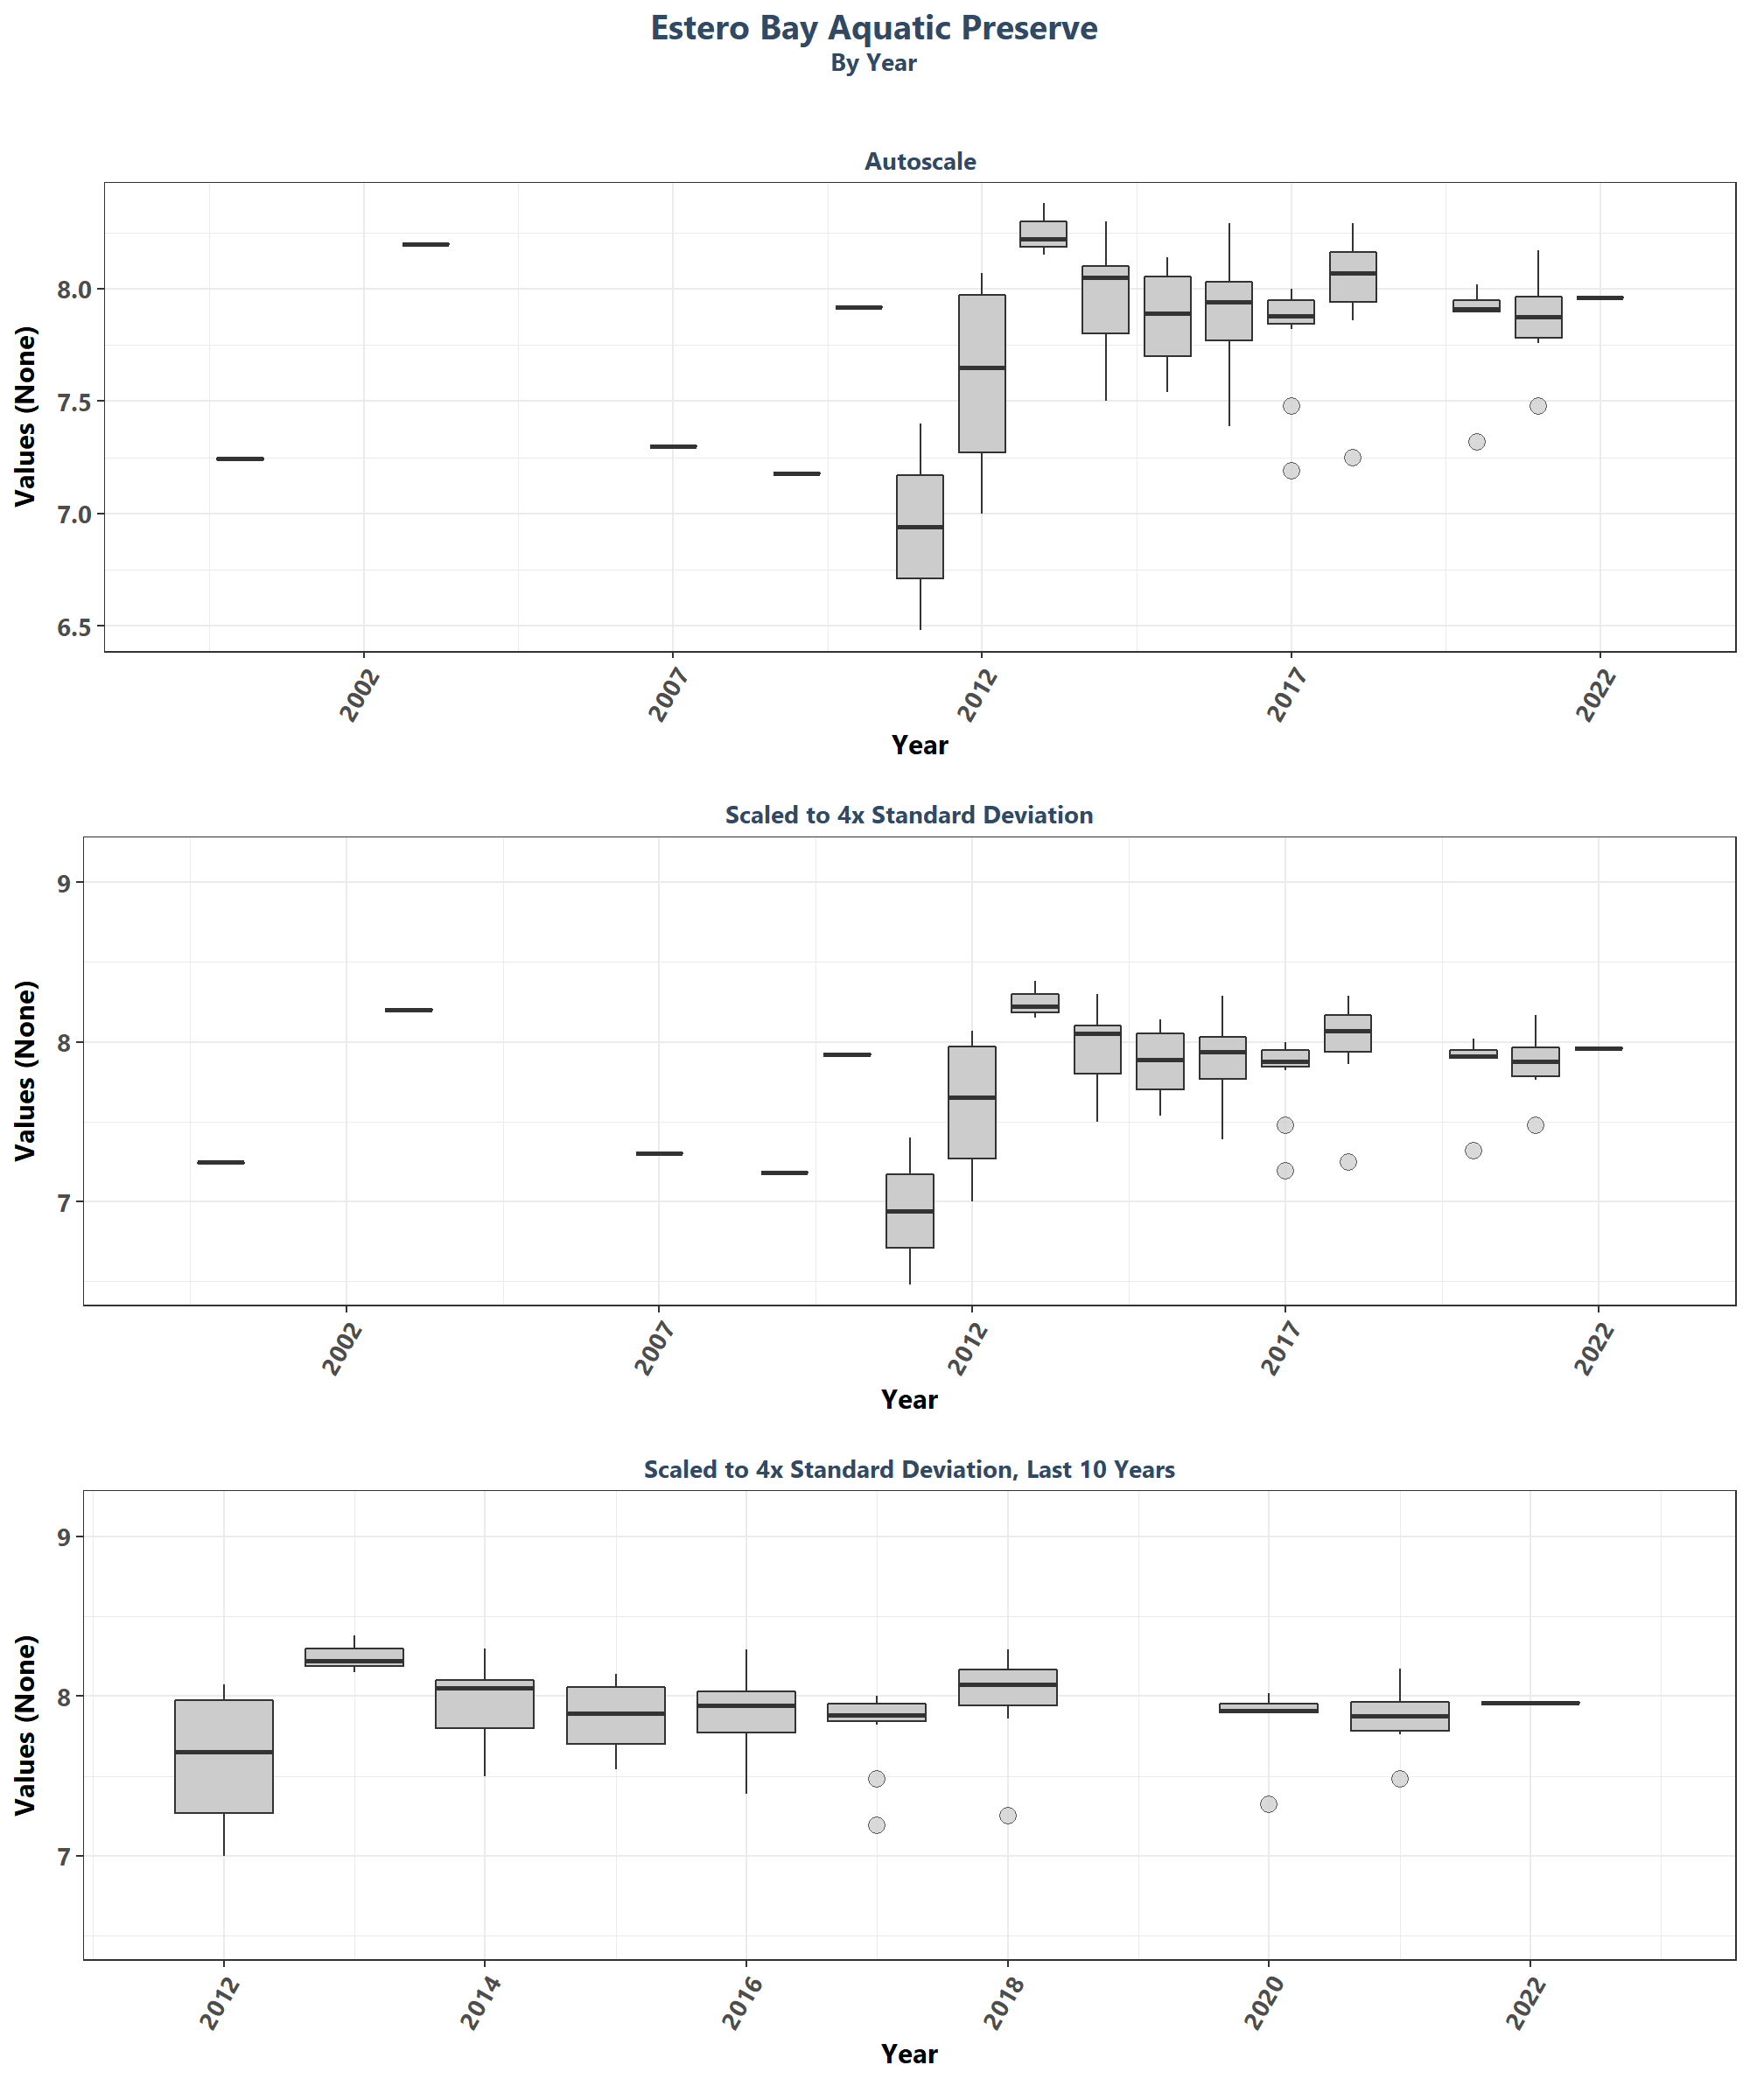 Estero Bay Aquatic Preserve
By Year
Autoscale
Values (None)
8.0
7.5
7.0
6.5
2002 2007 2012 2017 2022
Year
Scaled to 4x Standard Deviation
Values (None)
9
8
7
2002 2007 2012 2017 2022
Year
Scaled to 4x Standard Deviation, Last 10 Years
Values (None)
9
8
7
2012 2014 2016 2018 2020 2022
Year